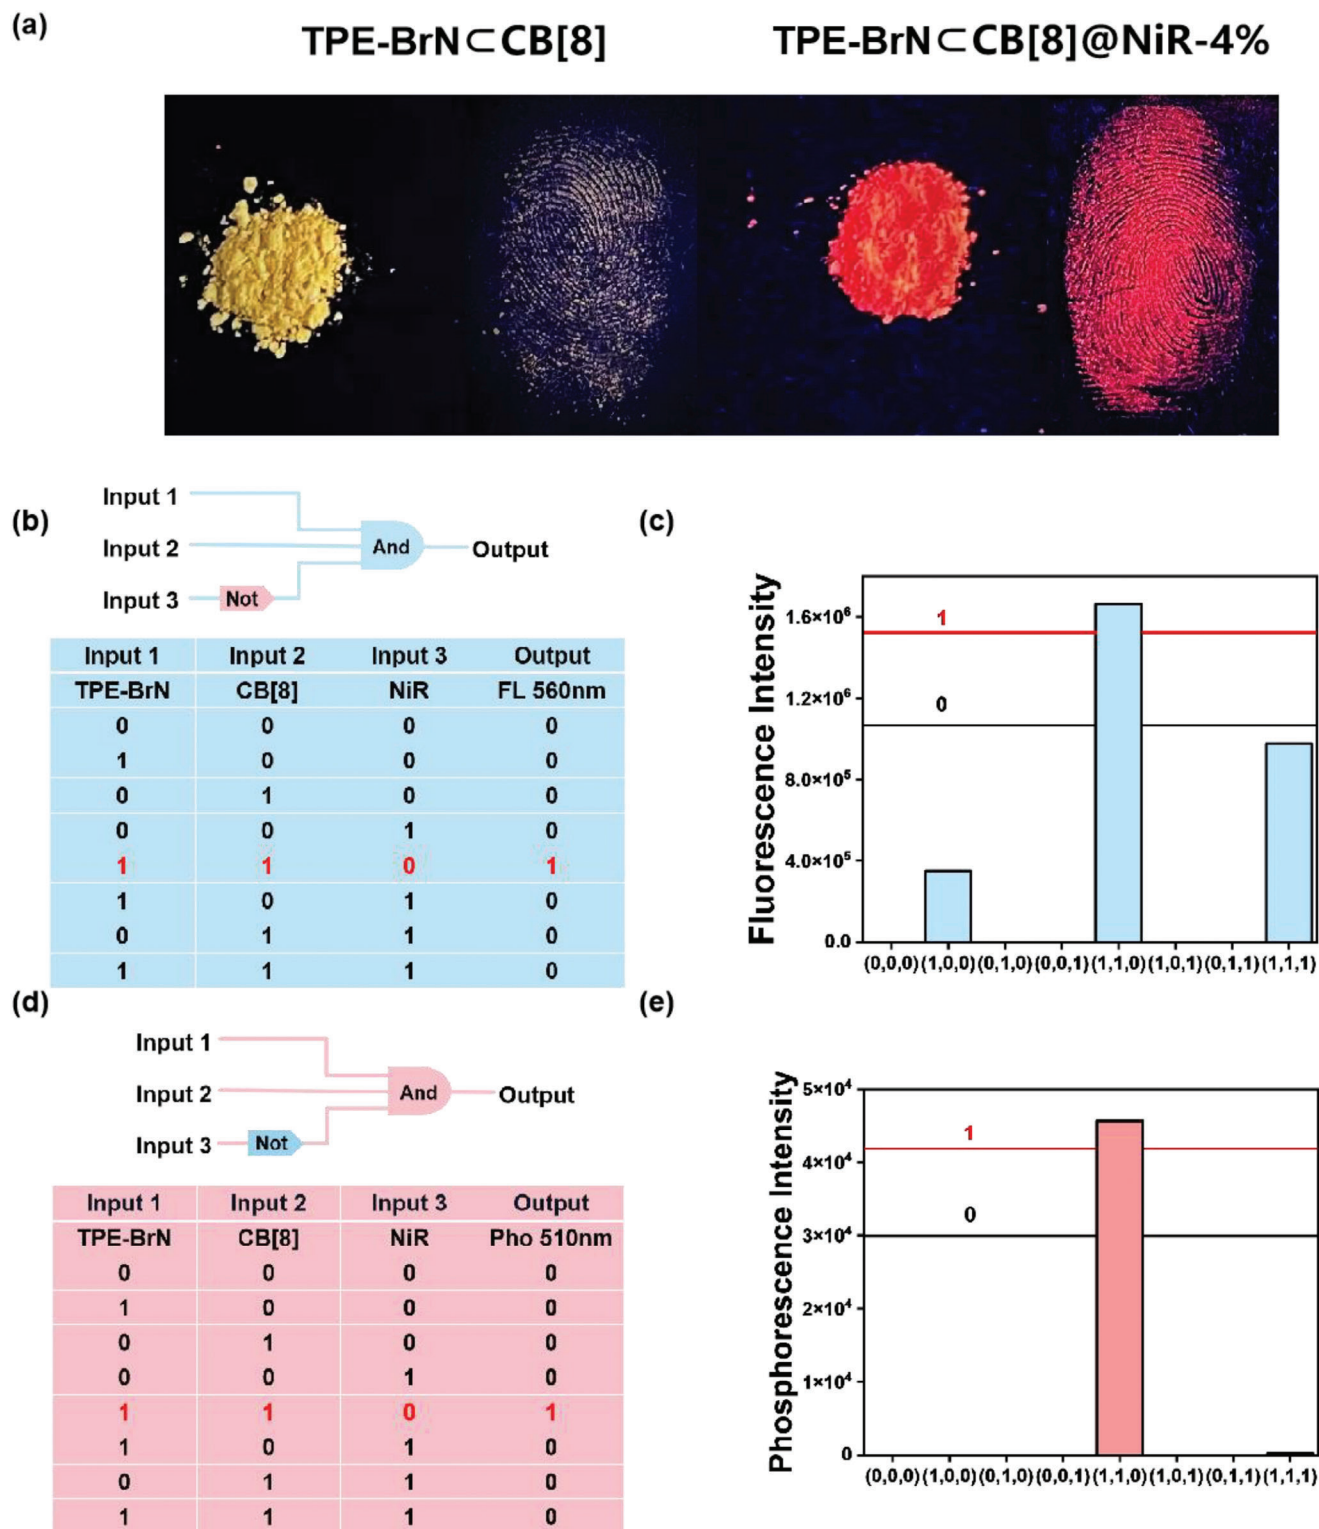 (a)
TPE-BrN⊂CB[8] TPE-BrN⊂CB[8]@NiR-4%
(b)
Input 1
Input 2
Input 3
Not
And
Output
Input 1 Input 2 Input 3 Output
TPE-BrN CB[8] NiR FL 560nm
0 0 0 0
1 0 0 0
0 1 0 0
0 0 1 0
1 1 0 1
1 0 1 0
0 1 1 0
1 1 1 0
(c)
Fluorescence Intensity
1.6×10⁶
1.2×10⁶
8.0×10⁵
4.0×10⁵
0.0
1
0
(0,0,0) (1,0,0) (0,1,0) (0,0,1) (1,1,0) (1,0,1) (0,1,1) (1,1,1)
(d)
Input 1
Input 2
Input 3
Not
And
Output
Input 1 Input 2 Input 3 Output
TPE-BrN CB[8] NiR Pho 510nm
0 0 0 0
1 0 0 0
0 1 0 0
0 0 1 0
1 1 0 1
1 0 1 0
0 1 1 0
1 1 1 0
(e)
Phosphorescence Intensity
5×10⁴
4×10⁴
3×10⁴
2×10⁴
1×10⁴
0
1
0
(0,0,0) (1,0,0) (0,1,0) (0,0,1) (1,1,0) (1,0,1) (0,1,1) (1,1,1)